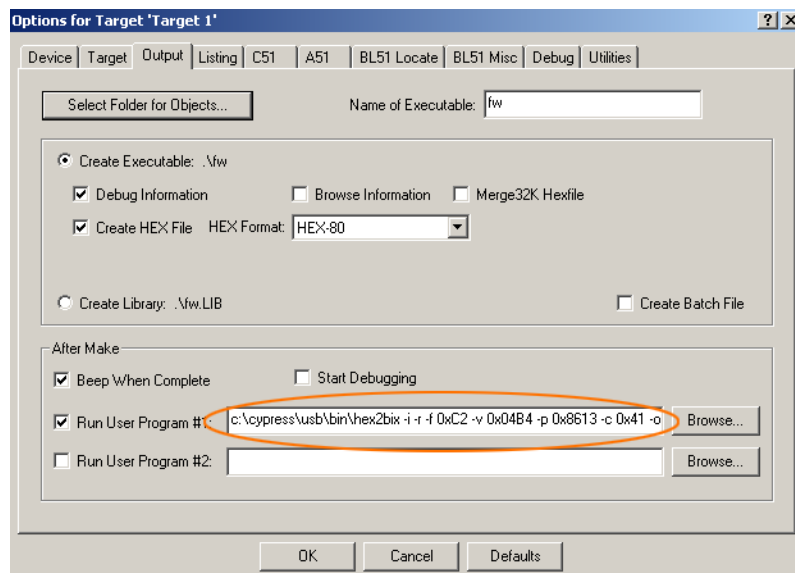 Options for Target 'Target 1'
Device Target Output Listing C51 A51 BL51 Locate BL51 Misc Debug Utilities
Select Folder for Objects... Name of Executable: fw
Create Executable: .\fw
Debug Information Browse Information Merge32K Hexfile
Create HEX File HEX Format: HEX-80
Create Library: .\fw.LIB Create Batch File
After Make
Beep When Complete Start Debugging
Run User Program #1: c:\cypress\usb\bin\hex2bix -i -r -f 0xC2 -v 0x04B4 -p 0x8613 -c 0x41 -o Browse...
Run User Program #2: Browse...
OK Cancel Defaults